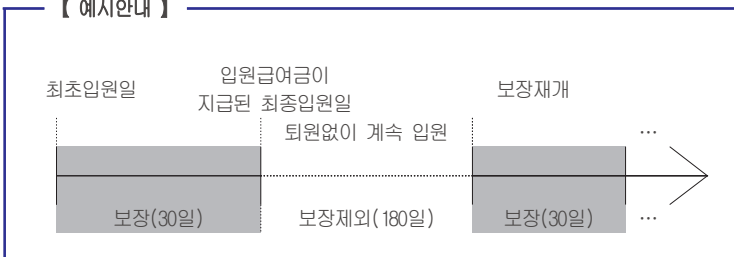 【 예시안내 】
최초입원일
입원급여금이
지급된 최종입원일
보장재개
퇴원없이 계속 입원
…
보장(30일)
보장제외(180일)
보장(30일)
…